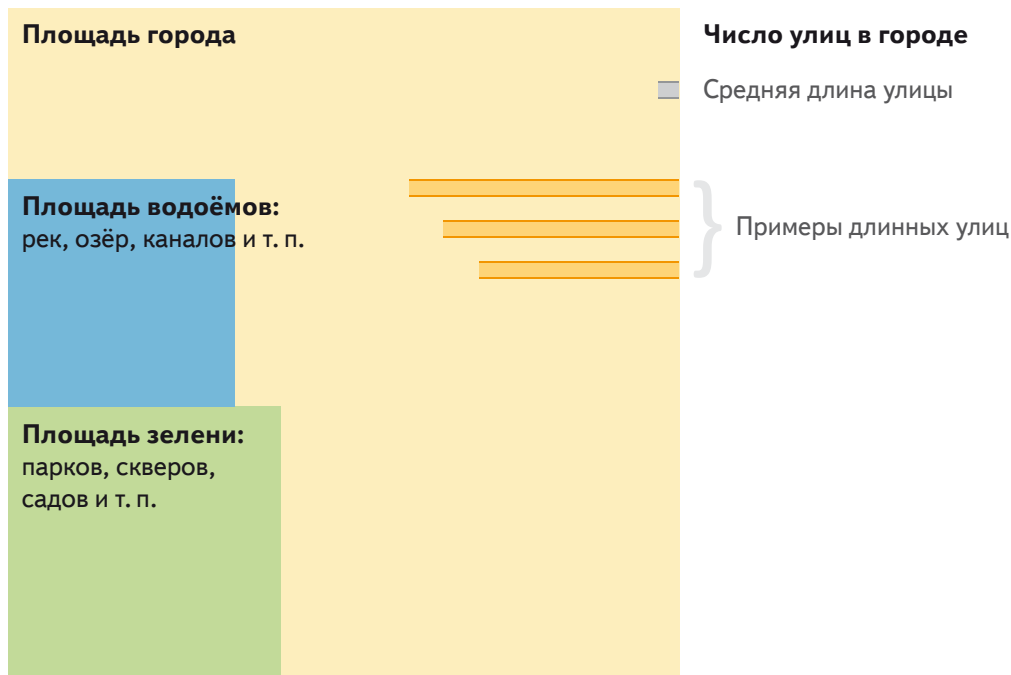 Площадь города
Число улиц в городе
Средняя длина улицы
Площадь водоёмов:
рек, озёр, каналов и т. п.
Примеры длинных улиц
Площадь зелени:
парков, скверов,
садов и т. п.